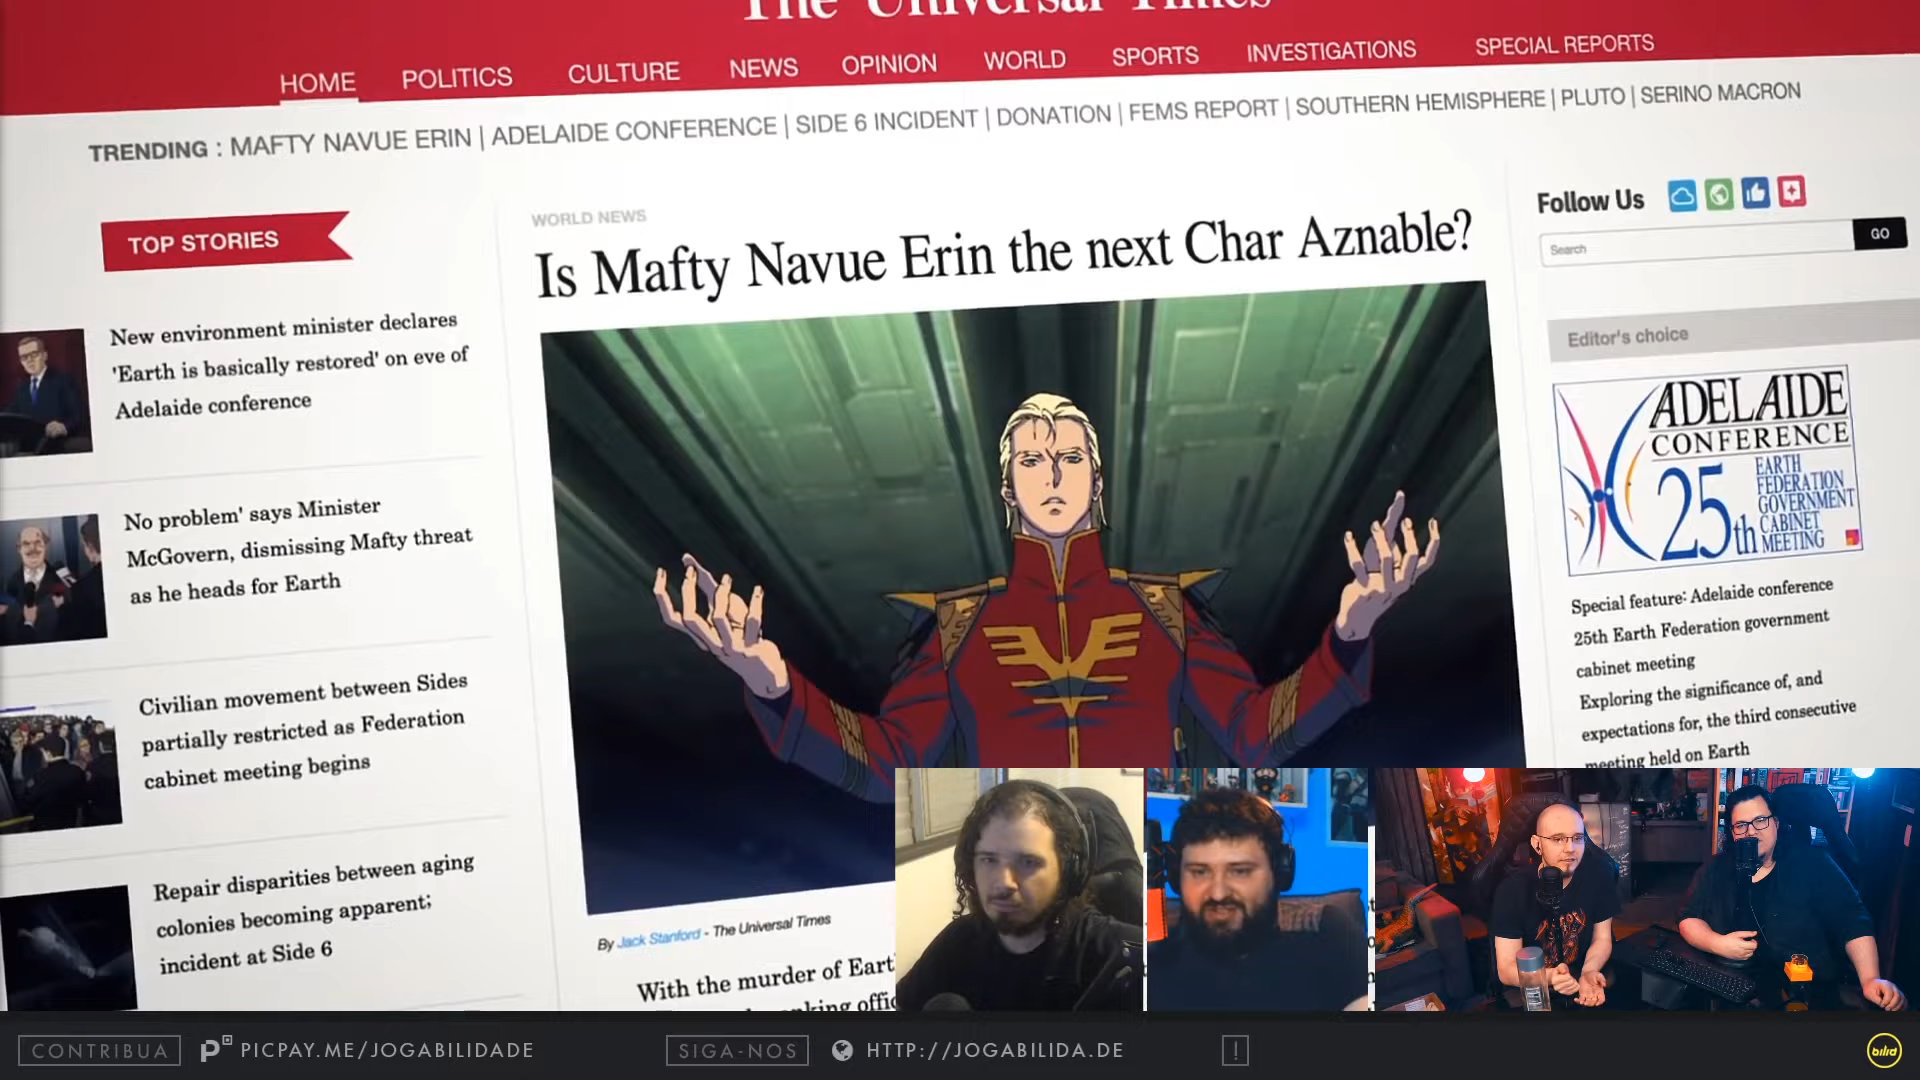 The Universal Times
HOME POLITICS CULTURE NEWS OPINION WORLD SPORTS INVESTIGATIONS SPECIAL REPORTS
TRENDING : MAFTY NAVUE ERIN | ADELAIDE CONFERENCE | SIDE 6 INCIDENT | DONATION | FEMS REPORT | SOUTHERN HEMISPHERE | PLUTO | SERINO MACRON
TOP STORIES
New environment minister declares
'Earth is basically restored' on eve of
Adelaide conference
No problem' says Minister
McGovern, dismissing Mafty threat
as he heads for Earth
Civilian movement between Sides
partially restricted as Federation
cabinet meeting begins
Repair disparities between aging
colonies becoming apparent;
incident at Side 6
WORLD NEWS
Is Mafty Navue Erin the next Char Aznable?
By Jack Stanford - The Universal Times
With the murder of Eart
king offic
Follow Us
Search
GO
Editor's choice
ADELAIDE
CONFERENCE
25th
EARTH
FEDERATION
GOVERNMENT
CABINET
MEETING
Special feature: Adelaide conference
25th Earth Federation government
cabinet meeting
Exploring the significance of, and
expectations for, the third consecutive
meeting held on Earth
CONTRIBUA
PICPAY.ME/JOGABILIDADE
SIGA-NOS
HTTP://JOGABILIDA.DE
!
bilid